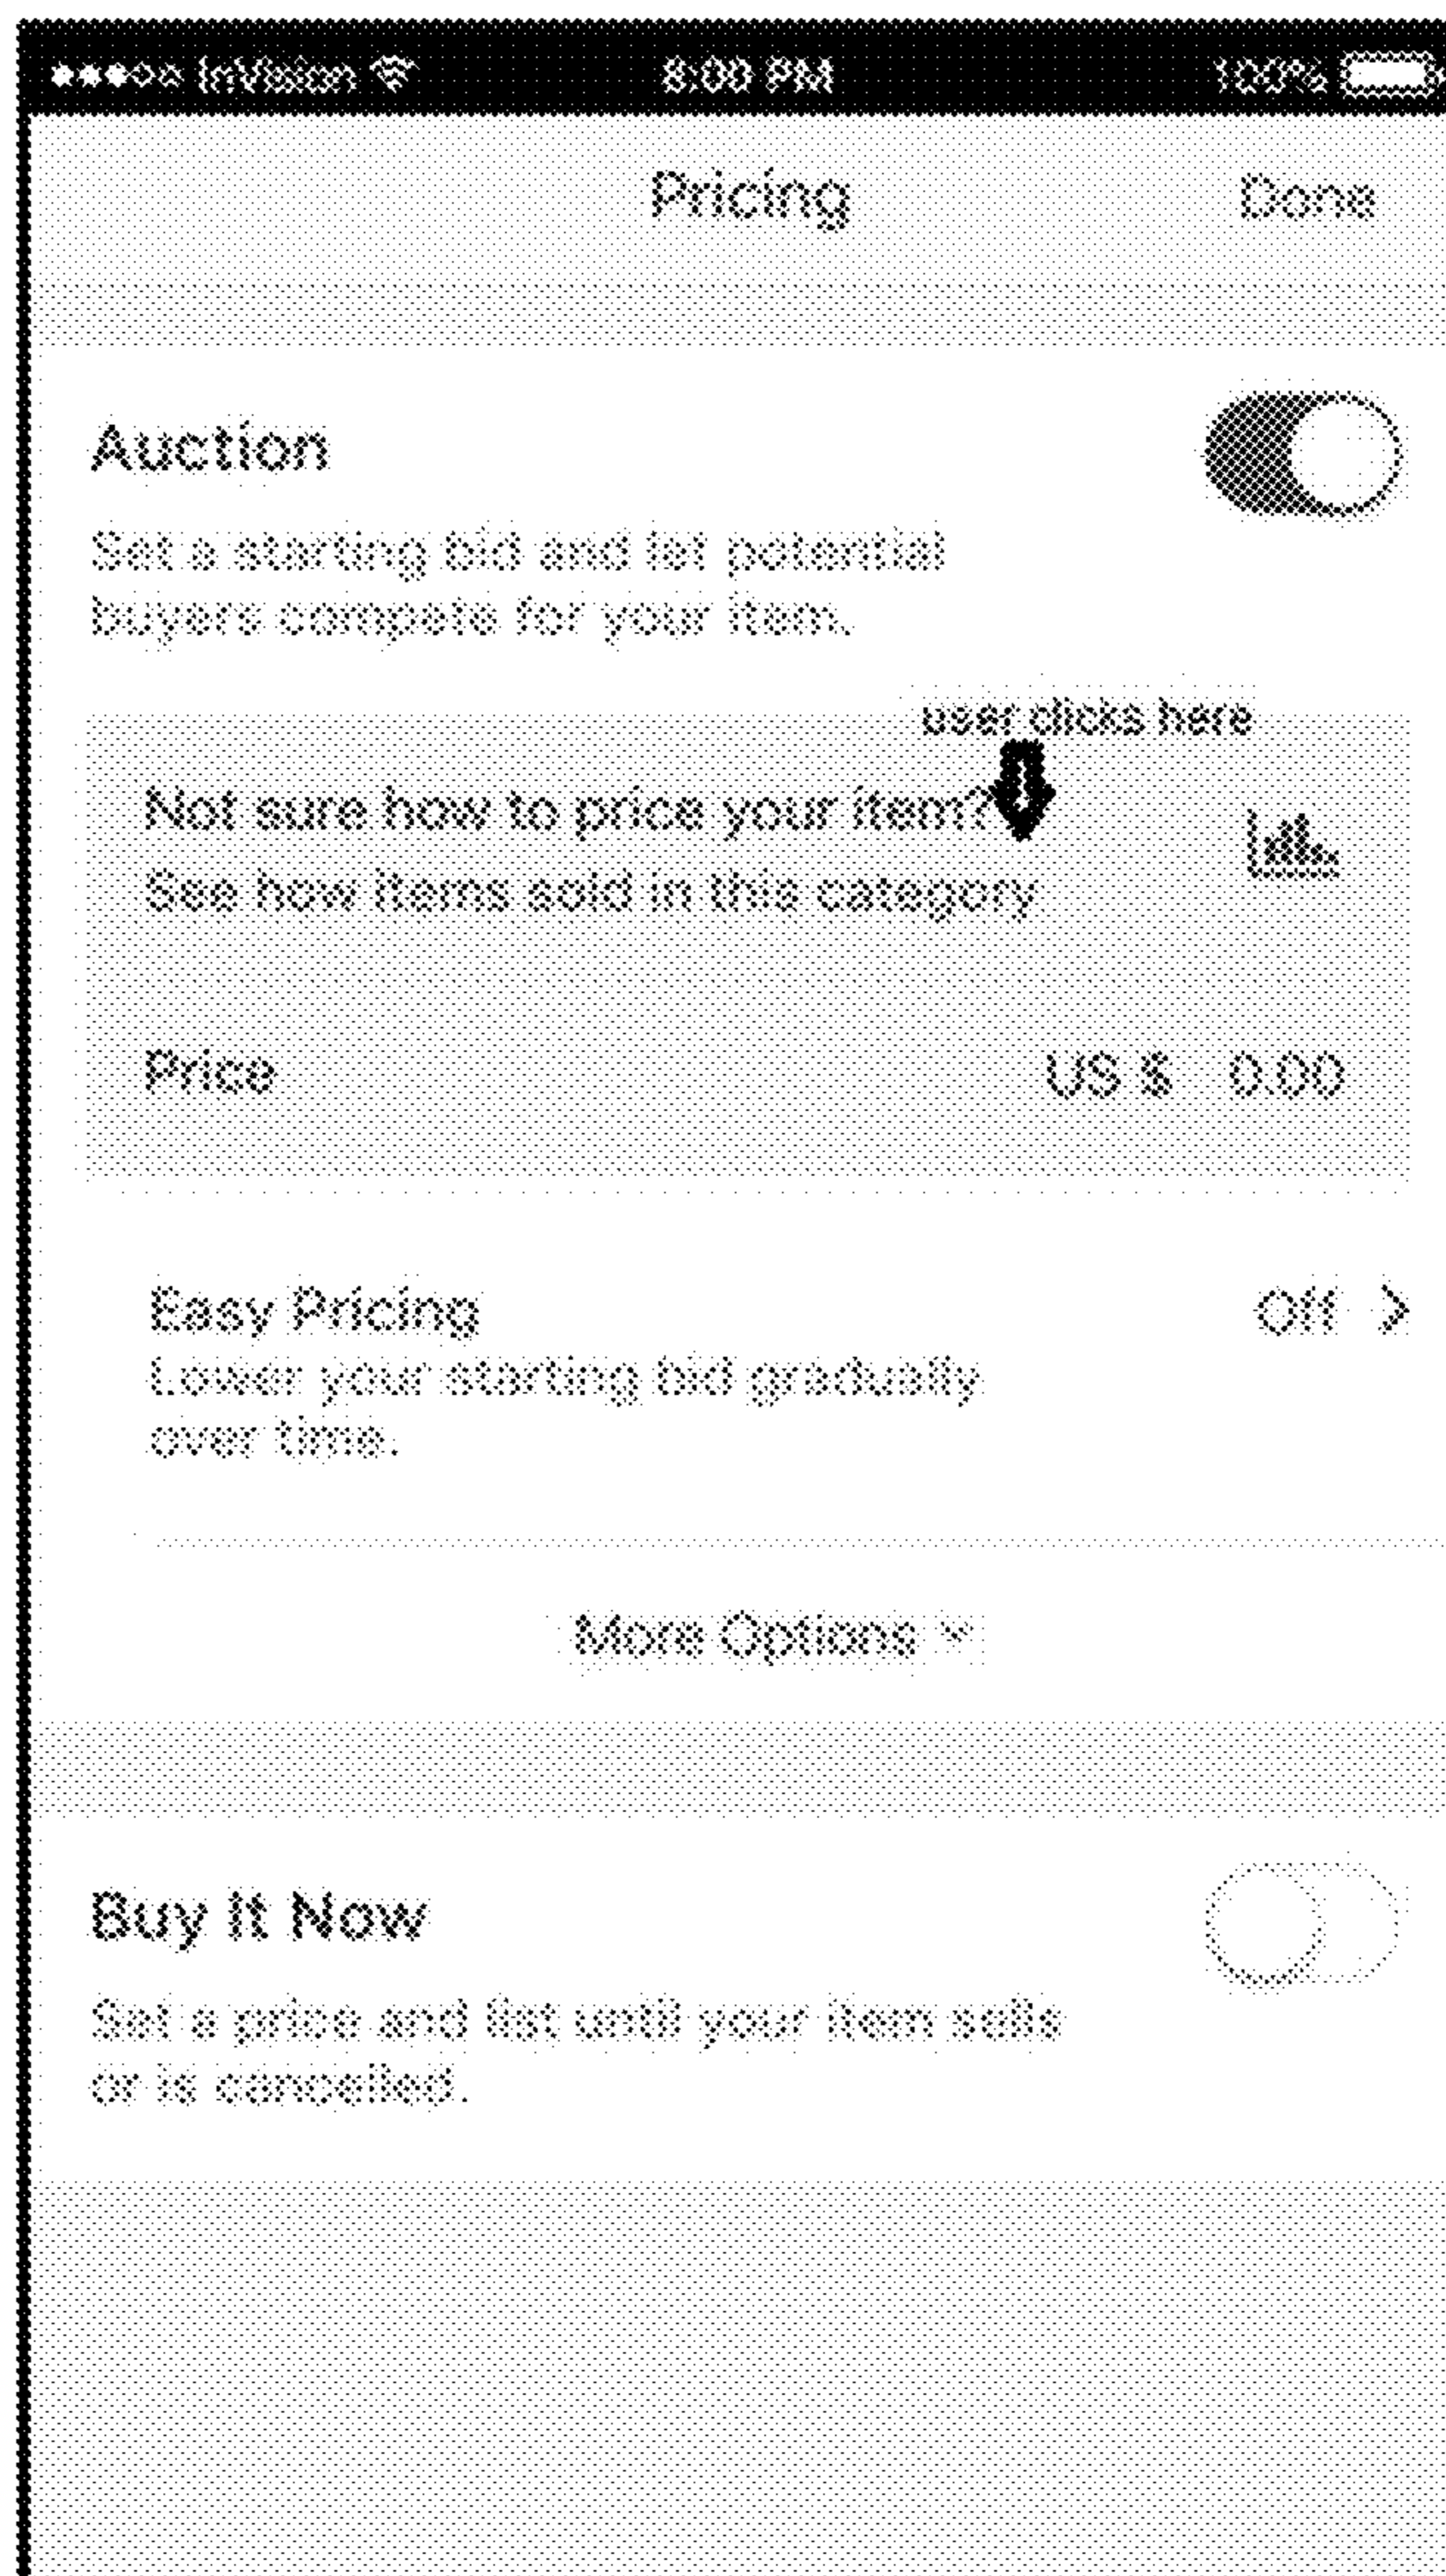 InVision 8:00 PM 100%
Pricing Done
Auction
Set a starting bid and let potential
buyers compete for your item.
user clicks here
Not sure how to price your item?
See how items sold in this category
Price US $ 0.00
Easy Pricing Off >
Lower your starting bid gradually
over time.
More Options
Buy It Now
Set a price and list until your item sells
or is cancelled.